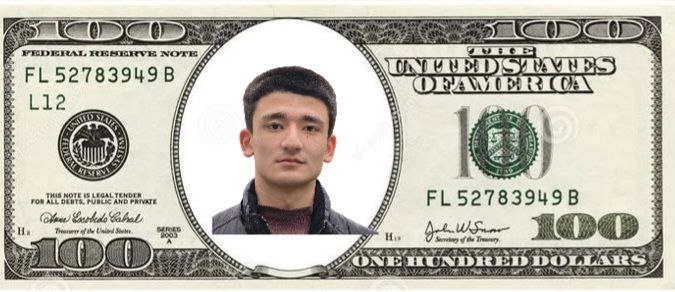 100 100
FEDERAL RESERVE NOTE
THE
UNITED STATES
OF AMERICA
FL 52783949 B
L12
100
THIS NOTE IS LEGAL TENDER
FOR ALL DEBTS, PUBLIC AND PRIVATE
FL 52783949 B
Anna Escobedo Cabral
Treasurer of the United States.
SERIES
2003
A
John W Snow
Secretary of the Treasury.
100
100
ONE HUNDRED DOLLARS